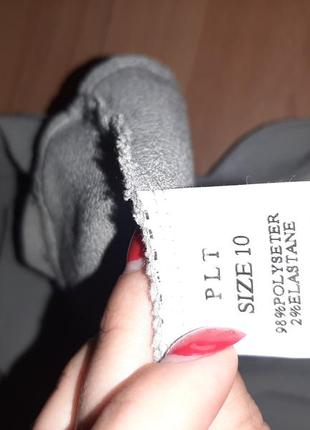 PLT
SIZE 10
98%POLYSETER
2%ELASTANE